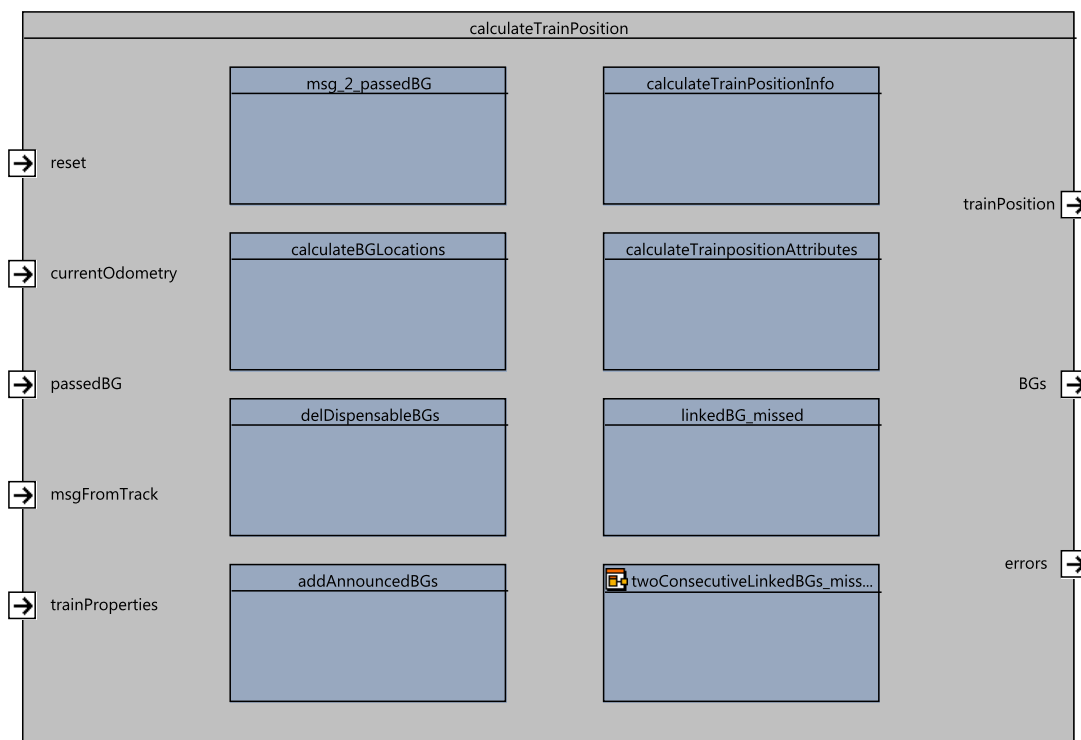 calculateTrainPosition
msg_2_passedBG
calculateTrainPositionInfo
reset
trainPosition
calculateBGLocations
calculateTrainpositionAttributes
currentOdometry
passedBG
BGs
delDispensableBGs
linkedBG_missed
msgFromTrack
errors
addAnnouncedBGs
twoConsecutiveLinkedBGs_miss...
trainProperties